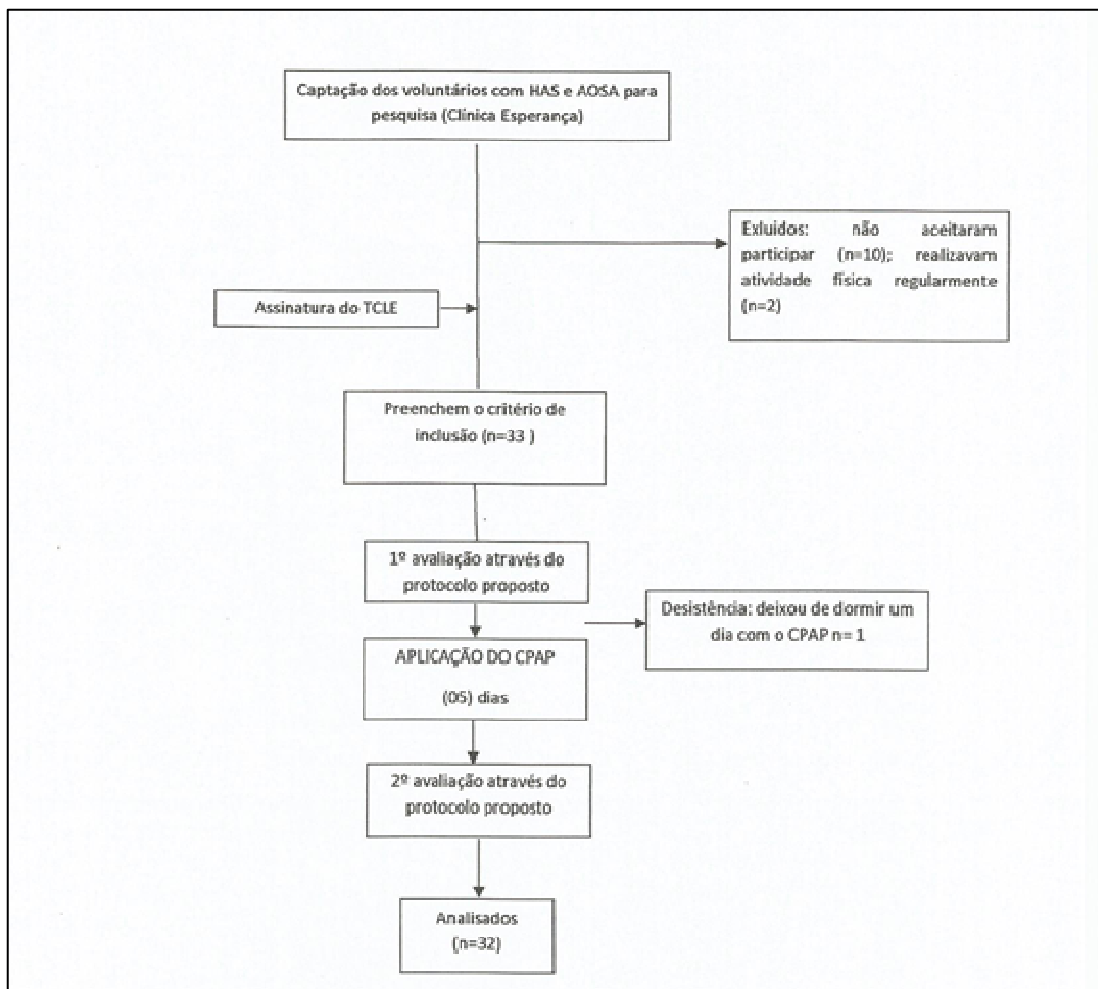 Captação dos voluntários com HAS e AOSA para
pesquisa (Clínica Esperança)
Exluidos: não aceitaram
participar (n=10); realizavam
atividade física regularmente
(n=2)
Assinatura do TCLE
Preenchem o critério de
inclusão (n=33 )
1º avaliação através do
protocolo proposto
Desistência: deixou de dormir um
dia com o CPAP n= 1
APLICAÇÃO DO CPAP
(05) dias
2º avaliação através do
protocolo proposto
Analisados
(n=32)